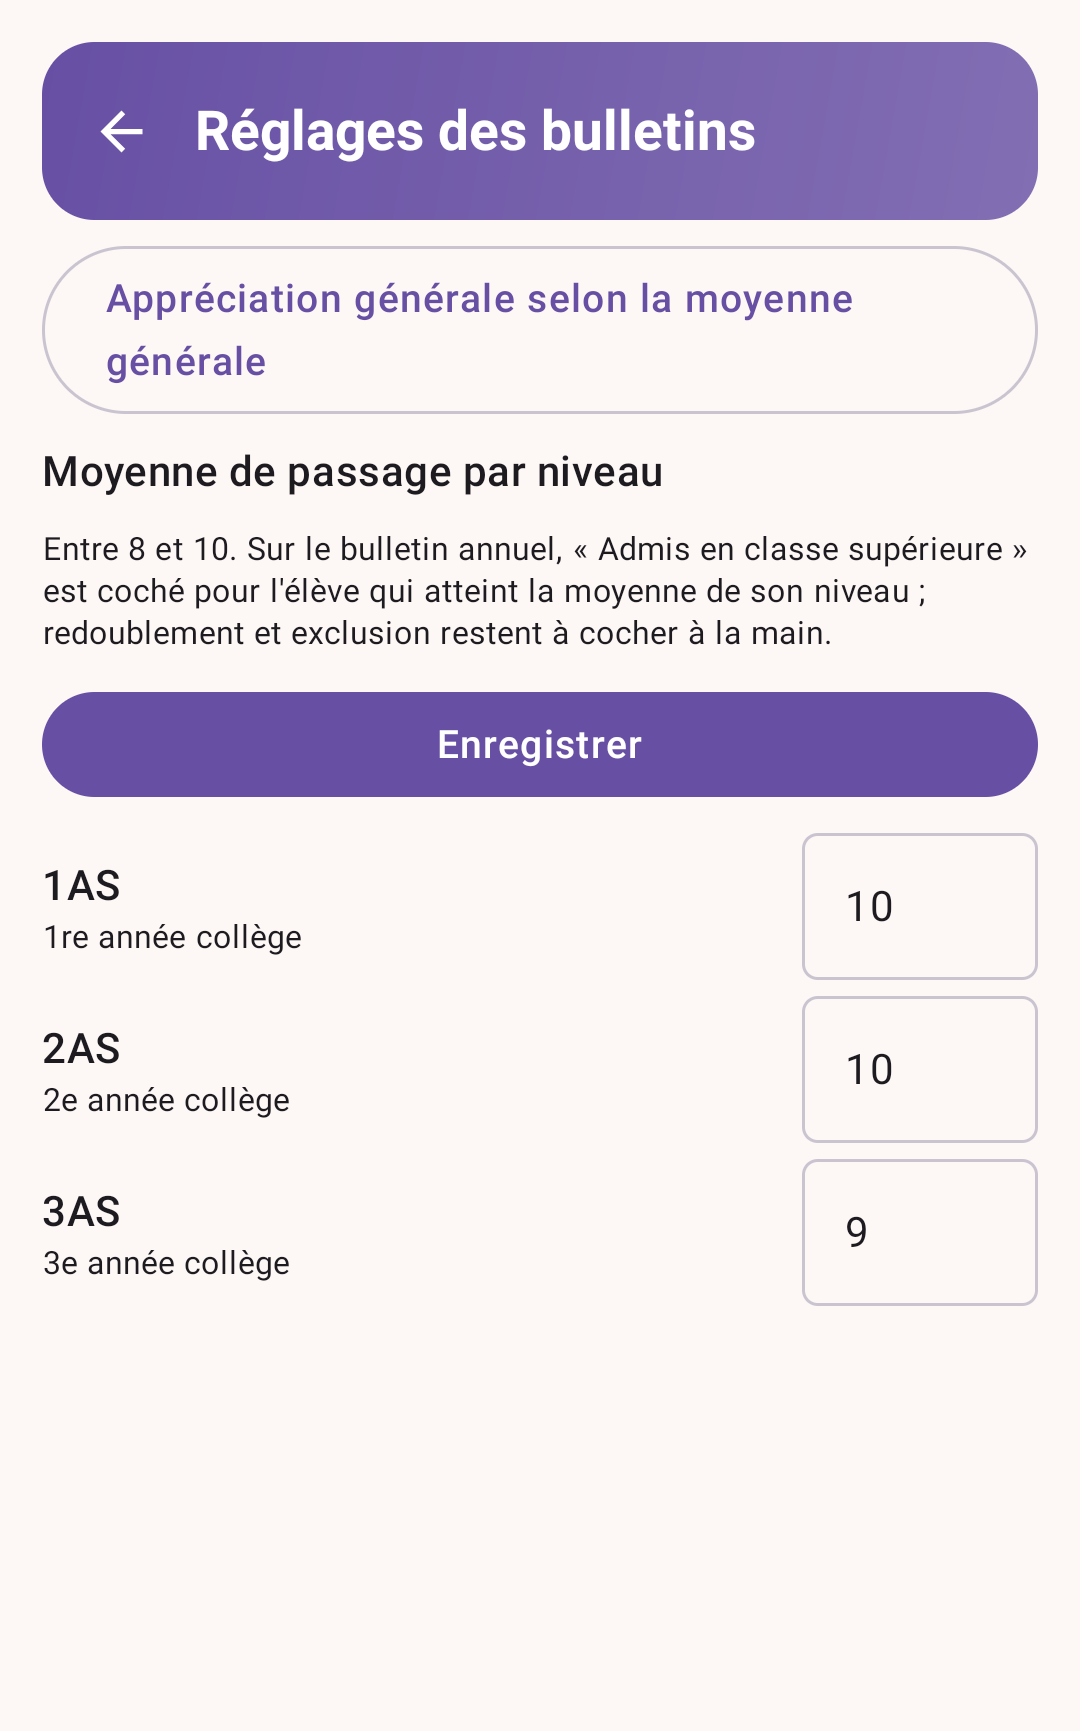 Réglages des bulletins
Appréciation générale selon la moyenne
générale
Moyenne de passage par niveau
Entre 8 et 10. Sur le bulletin annuel, « Admis en classe supérieure »
est coché pour l'élève qui atteint la moyenne de son niveau ;
redoublement et exclusion restent à cocher à la main.
Enregistrer
1AS
1re année collège
10
2AS
2e année collège
10
3AS
3e année collège
9